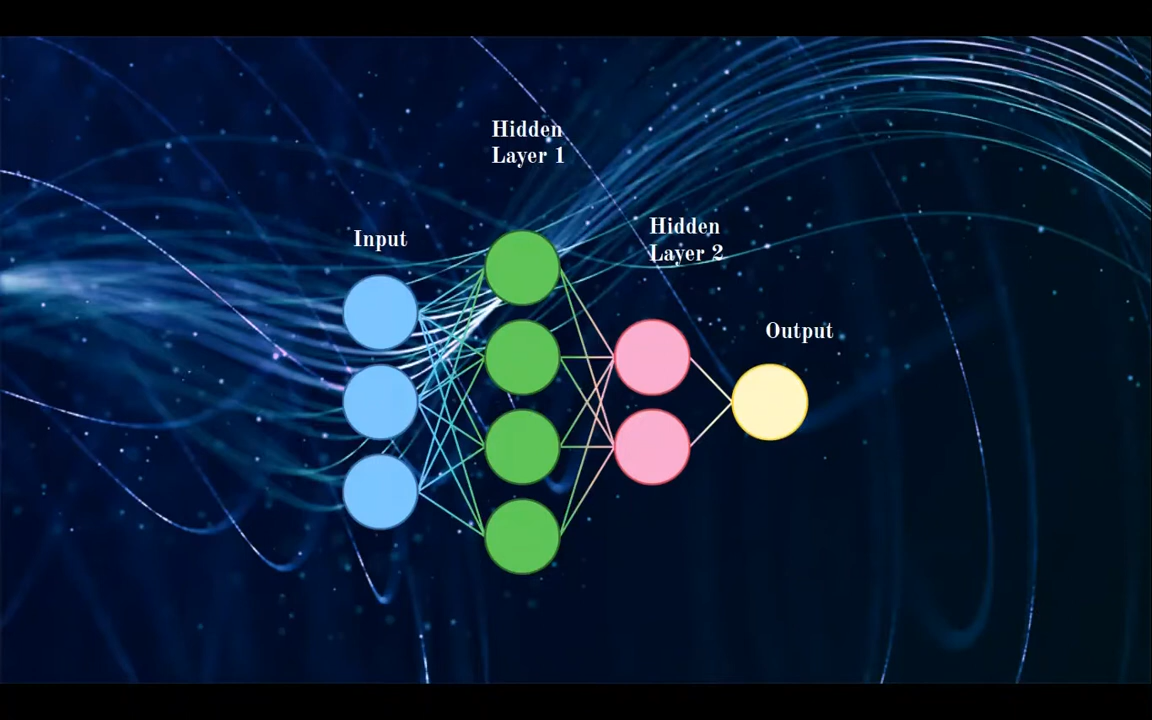 Hidden
Layer 1
Hidden
Layer 2
Input
Output